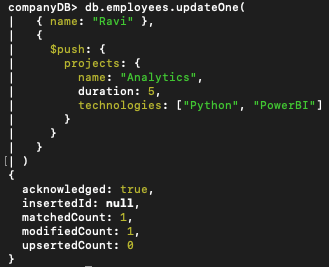 companyDB> db.employees.updateOne(
|   { name: "Ravi" },
|   {
|     $push: {
|       projects: {
|         name: "Analytics",
|         duration: 5,
|         technologies: ["Python", "PowerBI"]
|       }
|     }
|   }
[| )
{
  acknowledged: true,
  insertedId: null,
  matchedCount: 1,
  modifiedCount: 1,
  upsertedCount: 0
}